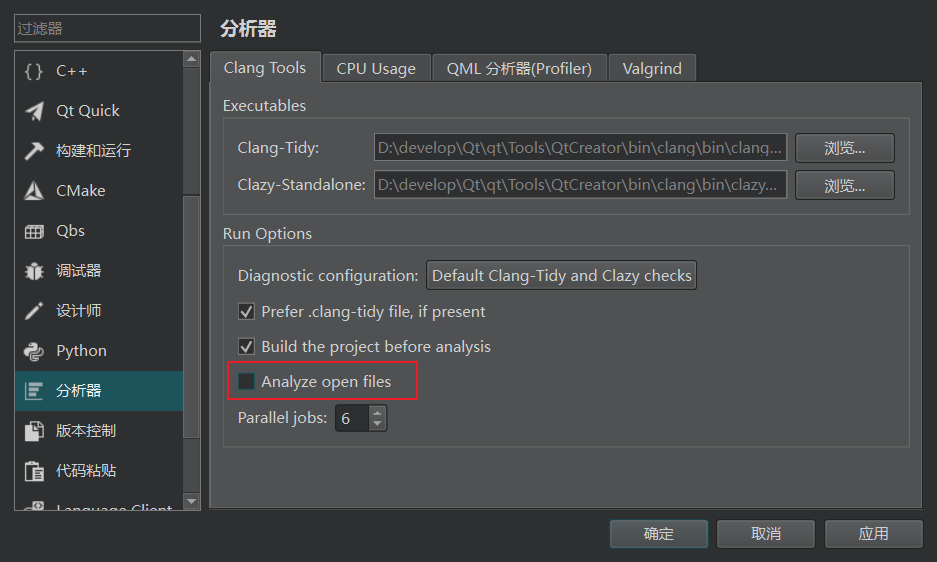 过滤器
C++
Qt Quick
构建和运行
CMake
Qbs
调试器
设计师
Python
分析器
版本控制
代码粘贴
Language Client
分析器
Clang Tools
CPU Usage
QML 分析器(Profiler)
Valgrind
Executables
Clang-Tidy: D:\develop\Qt\qt\Tools\QtCreator\bin\clang\bin\clang... 浏览...
Clazy-Standalone: D:\develop\Qt\qt\Tools\QtCreator\bin\clang\bin\clazy... 浏览...
Run Options
Diagnostic configuration: Default Clang-Tidy and Clazy checks
Prefer .clang-tidy file, if present
Build the project before analysis
Analyze open files
Parallel jobs: 6
确定 取消 应用